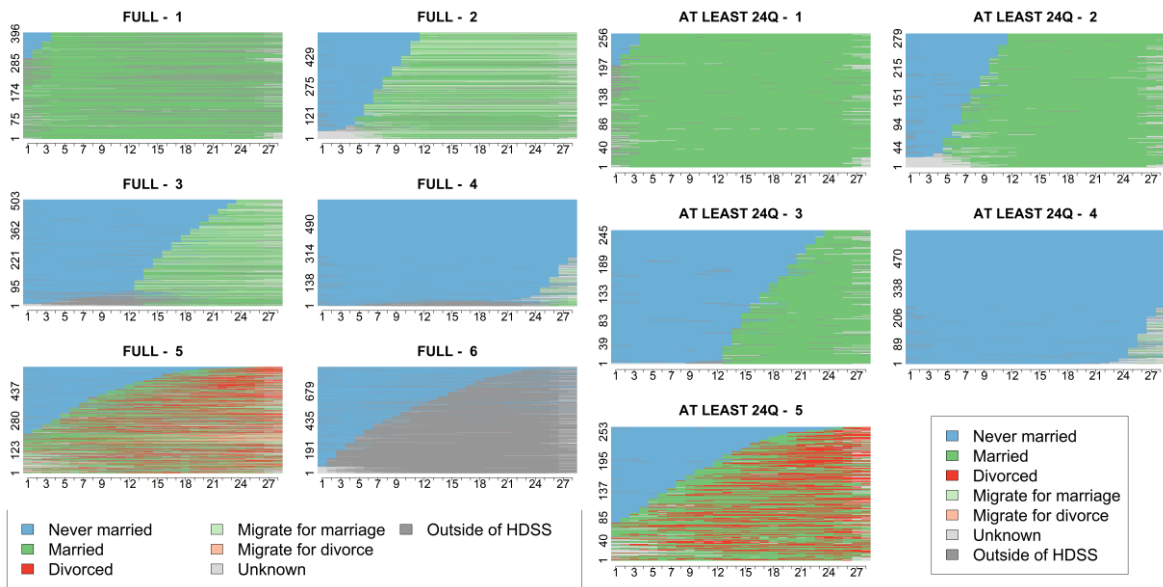 FULL - 1
396
285
174
75
1
1 3 5 7 9 12 15 18 21 24 27
FULL - 2
429
275
121
1
1 3 5 7 9 12 15 18 21 24 27
AT LEAST 24Q - 1
256
197
138
86
40
1
1 3 5 7 9 12 15 18 21 24 27
AT LEAST 24Q - 2
279
215
151
94
44
1
1 3 5 7 9 12 15 18 21 24 27
FULL - 3
503
362
221
95
1
1 3 5 7 9 12 15 18 21 24 27
FULL - 4
490
314
138
1
1 3 5 7 9 12 15 18 21 24 27
AT LEAST 24Q - 3
245
189
133
83
39
1
1 3 5 7 9 12 15 18 21 24 27
AT LEAST 24Q - 4
470
338
206
89
1
1 3 5 7 9 12 15 18 21 24 27
FULL - 5
437
280
123
1
1 3 5 7 9 12 15 18 21 24 27
FULL - 6
679
435
191
1
1 3 5 7 9 12 15 18 21 24 27
AT LEAST 24Q - 5
253
195
137
85
40
1
1 3 5 7 9 12 15 18 21 24 27
Never married
Married
Divorced
Migrate for marriage
Migrate for divorce
Unknown
Outside of HDSS
Never married
Married
Divorced
Migrate for marriage
Migrate for divorce
Unknown
Outside of HDSS